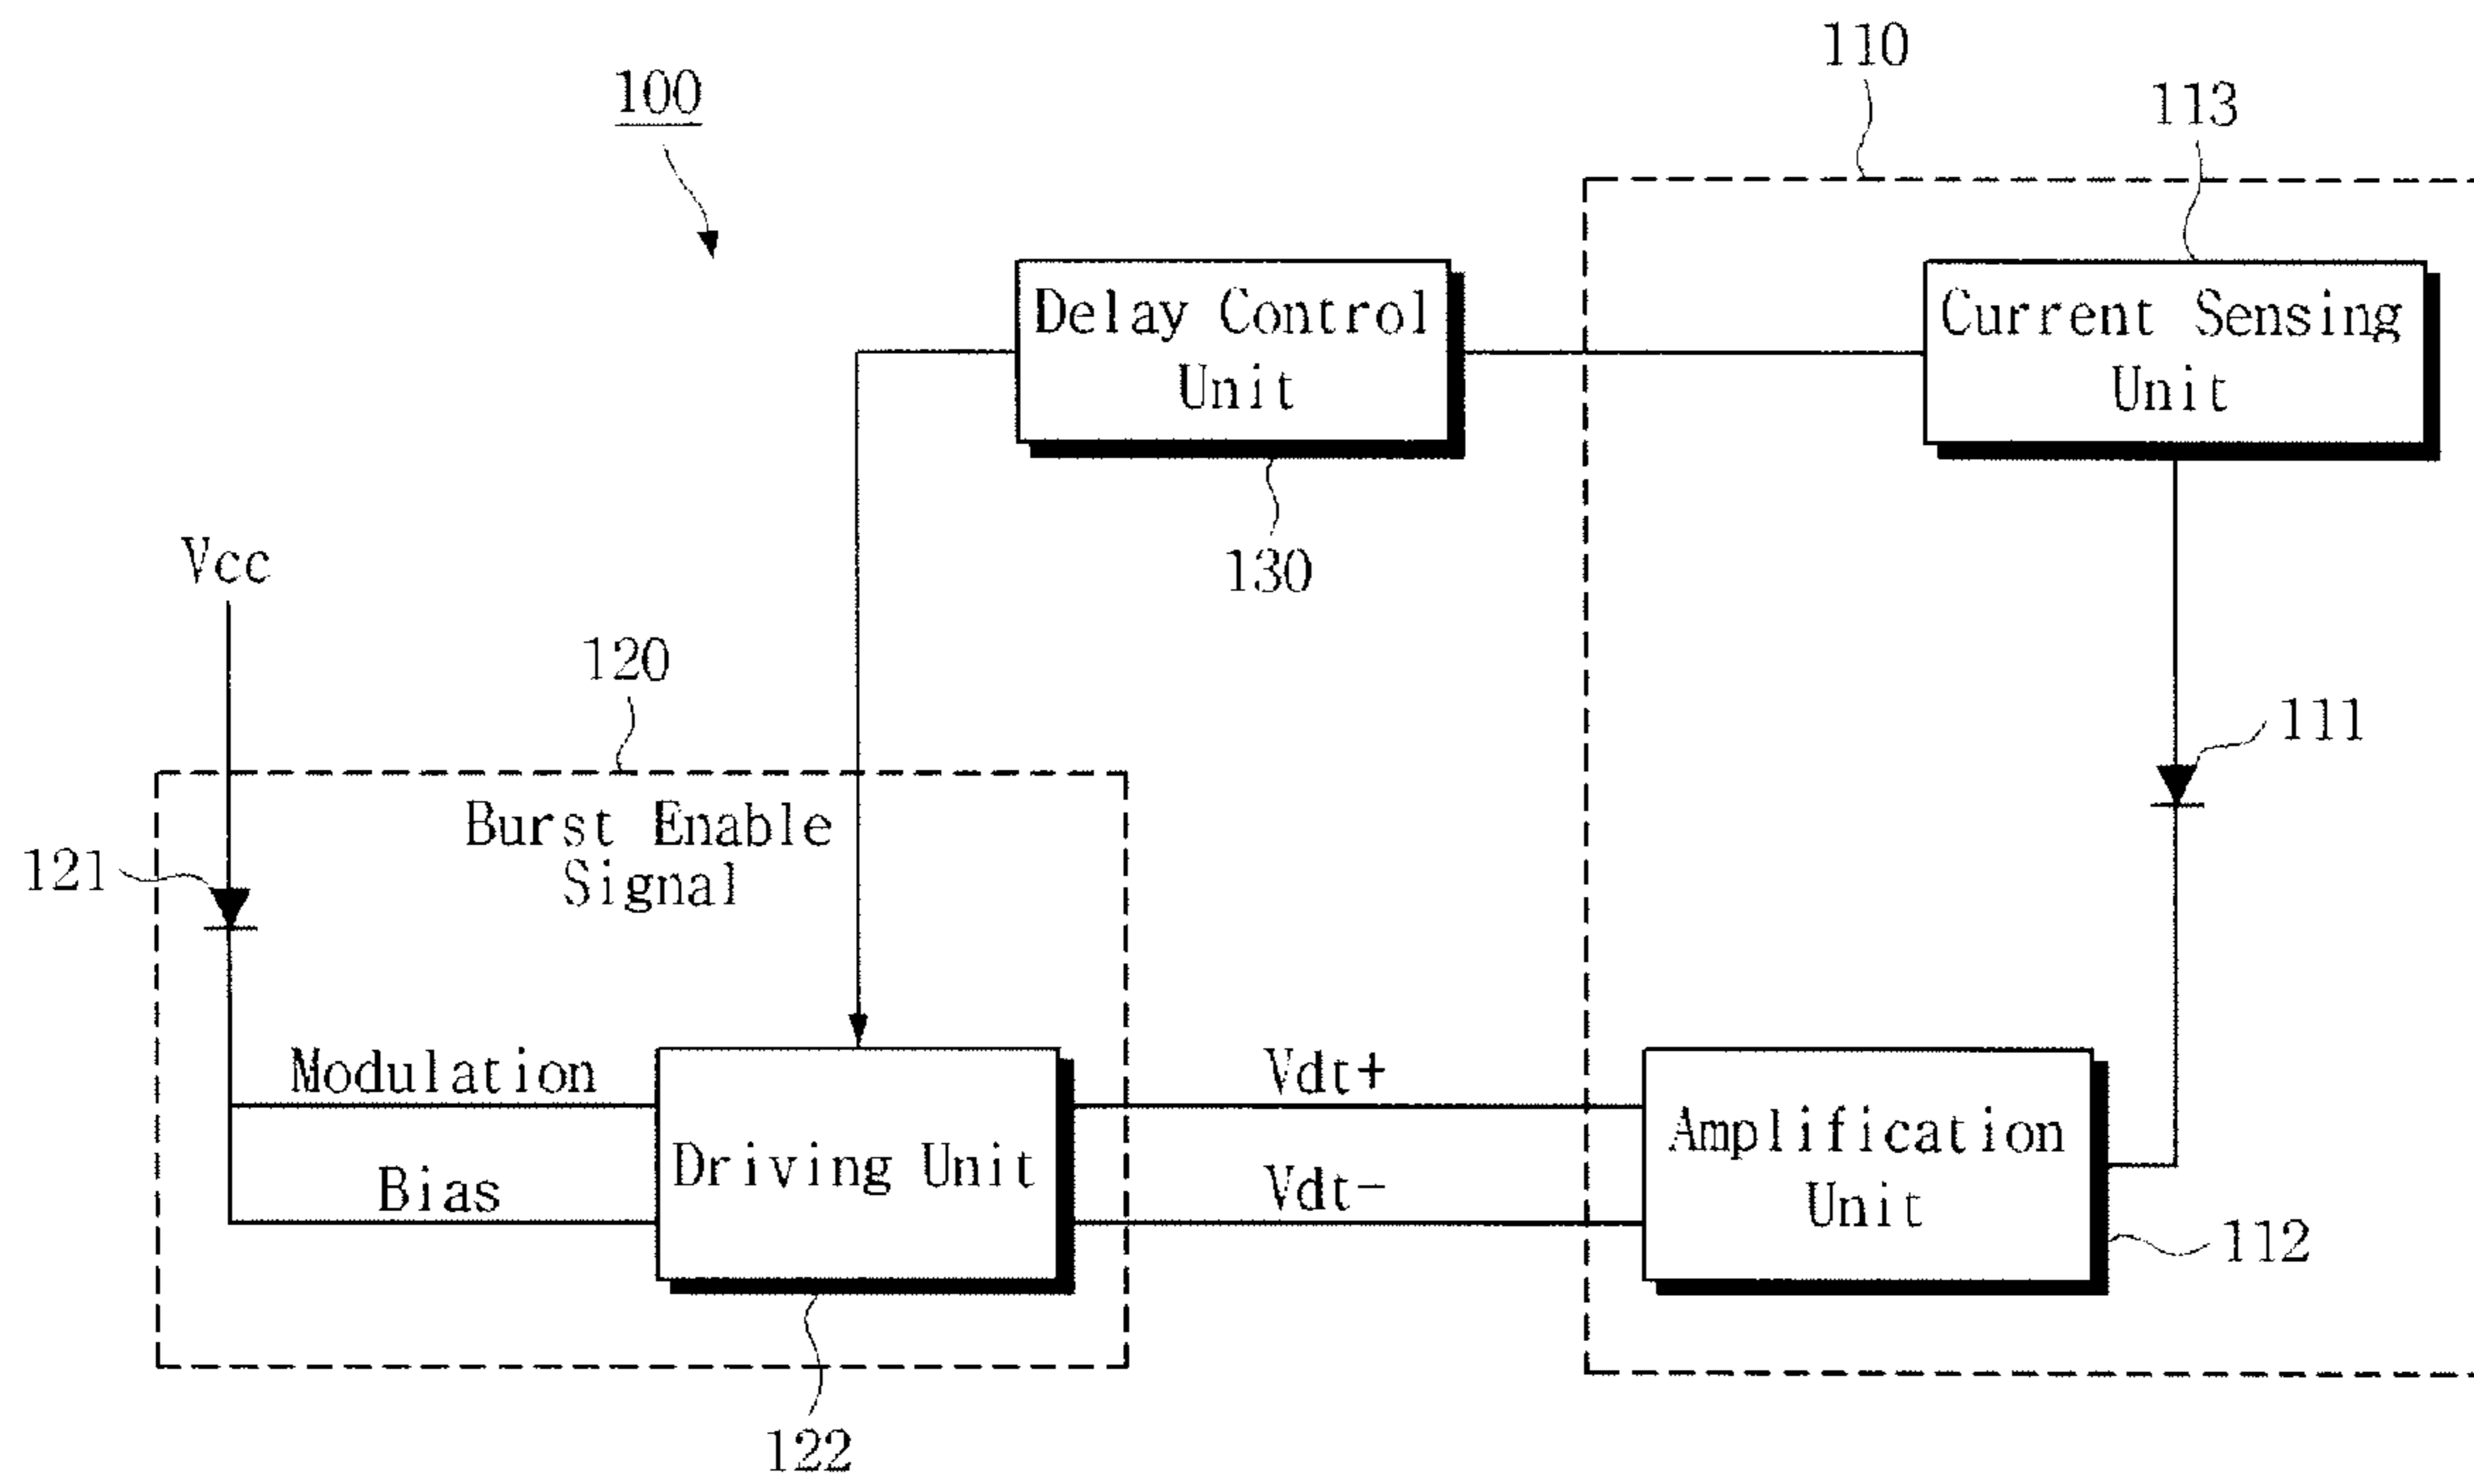 110
100
113
Delay Control
Unit
Current Sensing
Unit
130
Vcc
120
111
Burst Enable
Signal
121
Modulation
Vdt+
Amplification
Unit
Driving Unit
Bias
Vdt-
112
122